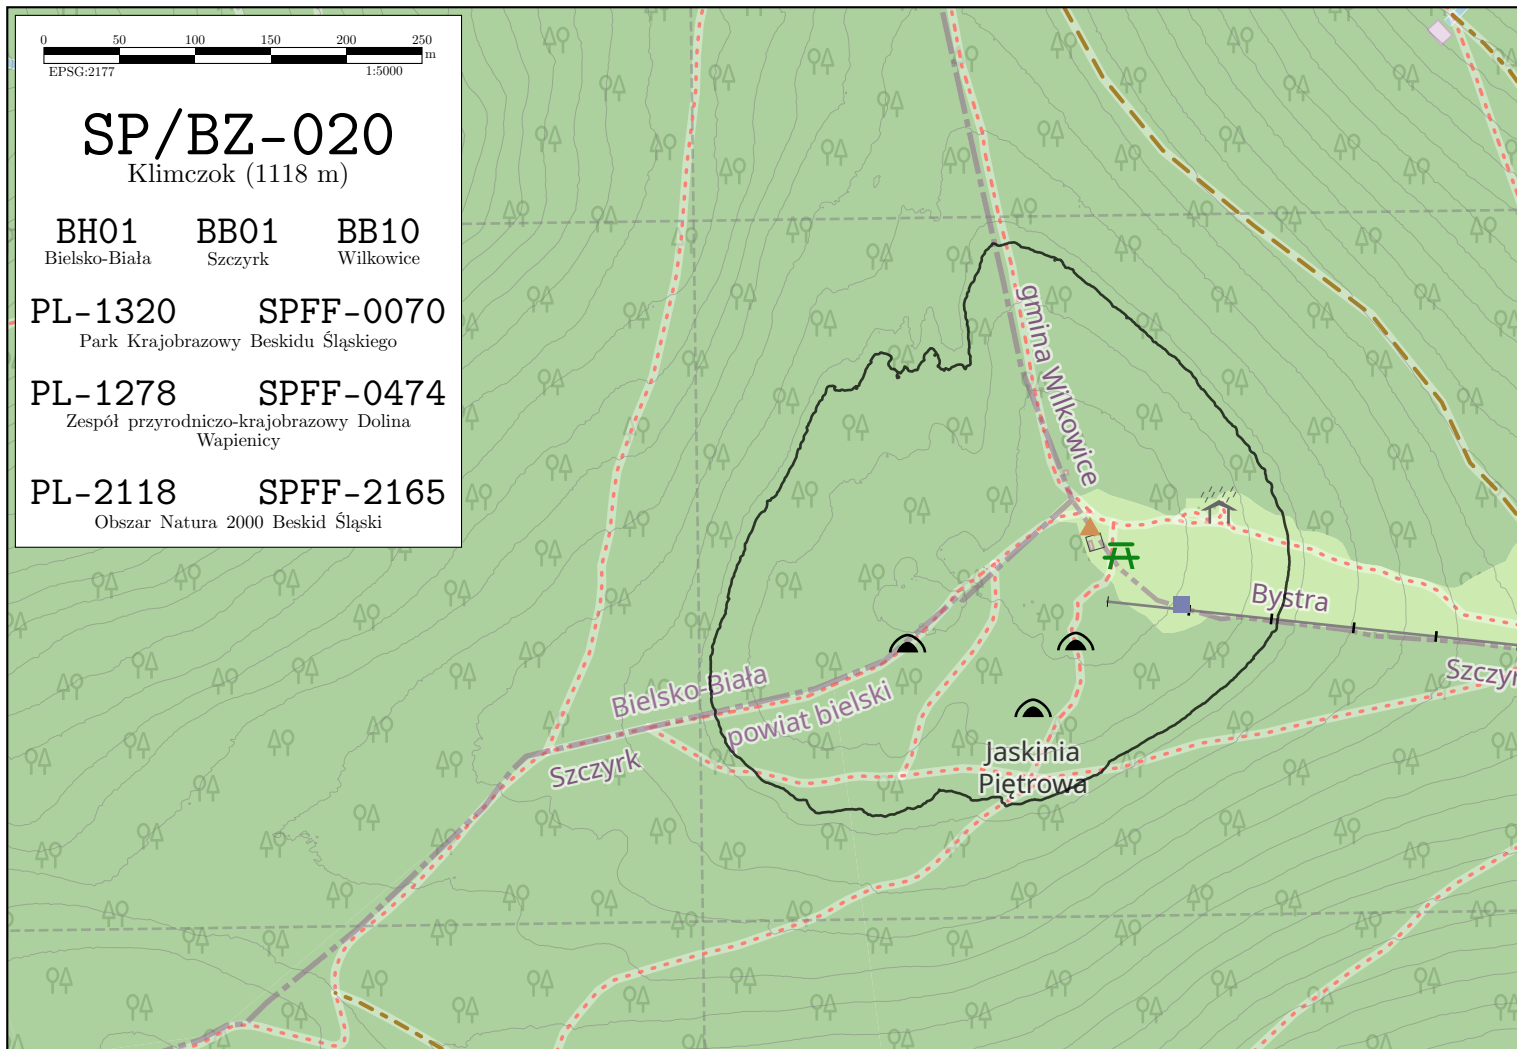 0 50 100 150 200 250
m
EPSG:2177 1:5000
SP/BZ-020
Klimczok (1118 m)
BH01 BB01 BB10
Bielsko-Biała Szczyrk Wilkowice
PL-1320 SPFF-0070
Park Krajobrazowy Beskidu Śląskiego
PL-1278 SPFF-0474
Zespół przyrodniczo-krajobrazowy Dolina
Wapienicy
PL-2118 SPFF-2165
Obszar Natura 2000 Beskid Śląski
gmina Wilkowice
Bystra
Szczyr
Bielsko-Biała
powiat bielski
Szczyrk
Jaskinia
Piętrowa